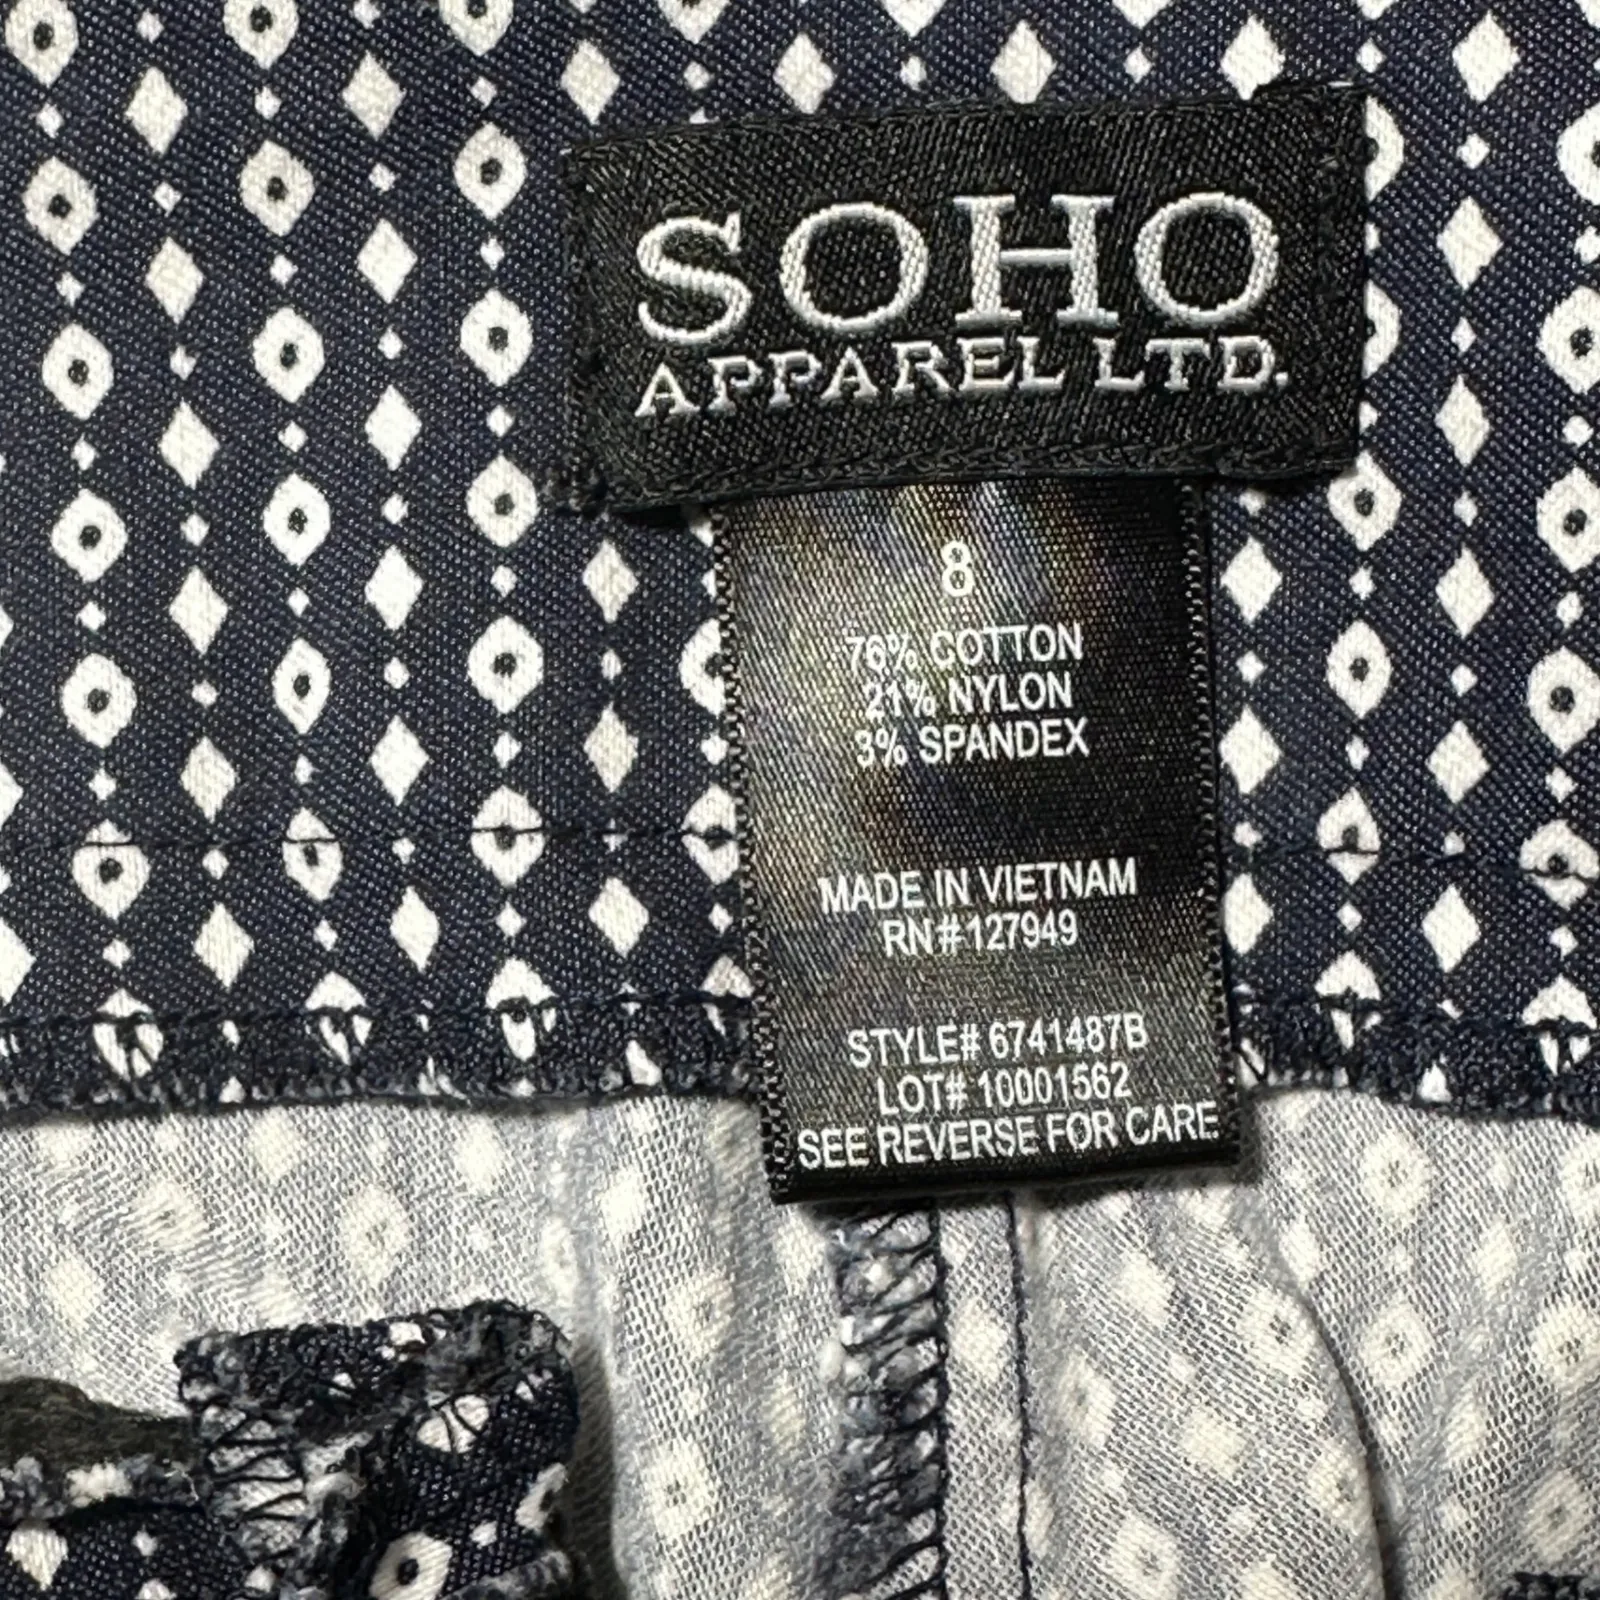 SOHO
APPAREL LTD.
8
76% COTTON
21% NYLON
3% SPANDEX
MADE IN VIETNAM
RN#127949
STYLE# 6741487B
LOT# 10001562
SEE REVERSE FOR CARE